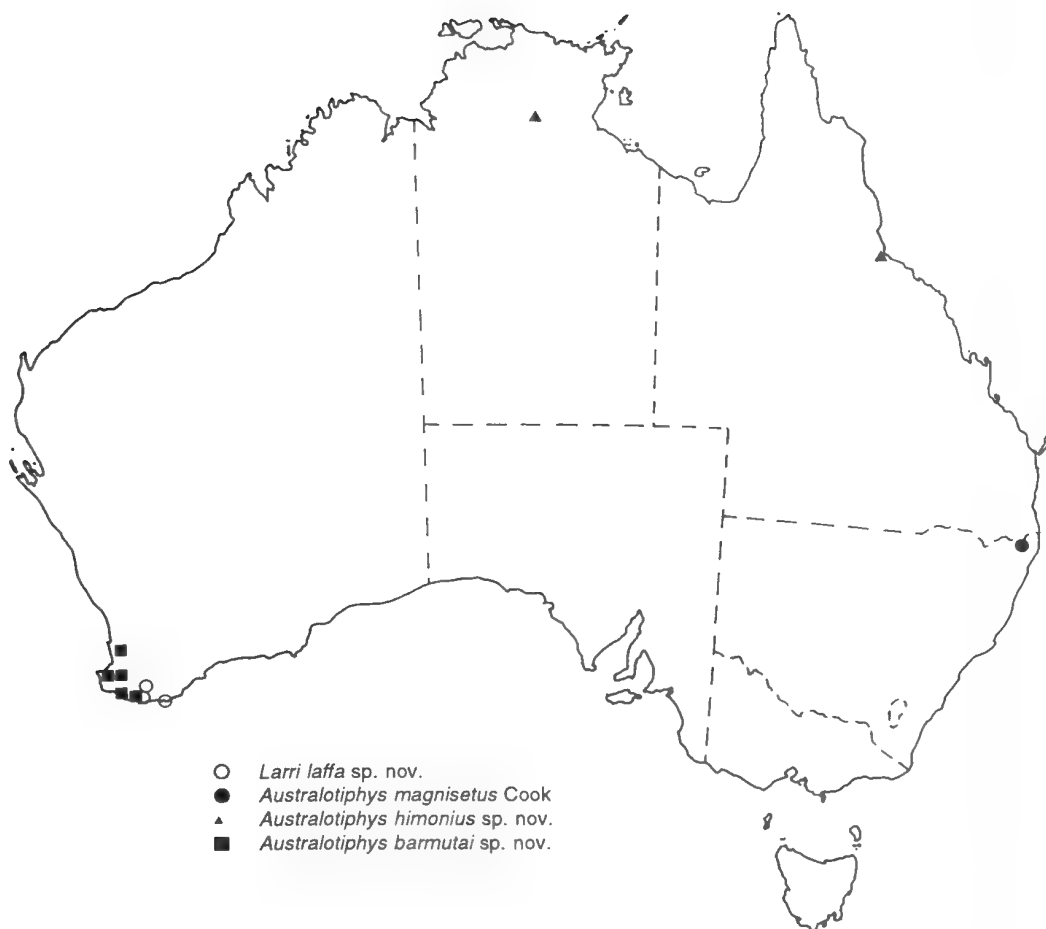 Larri laffa sp. nov.
Australotiphys magnisetus Cook
Australotiphys himonius sp. nov.
Australotiphys barmutai sp. nov.